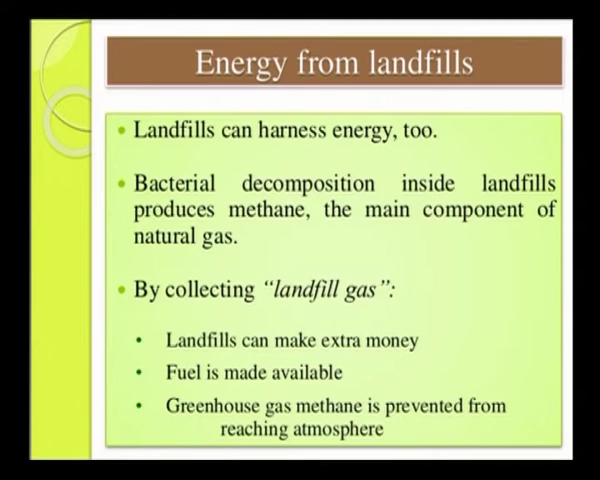 Energy from landfills
• Landfills can harness energy, too.
• Bacterial decomposition inside landfills
produces methane, the main component of
natural gas.
• By collecting “landfill gas”:
• Landfills can make extra money
• Fuel is made available
• Greenhouse gas methane is prevented from
reaching atmosphere